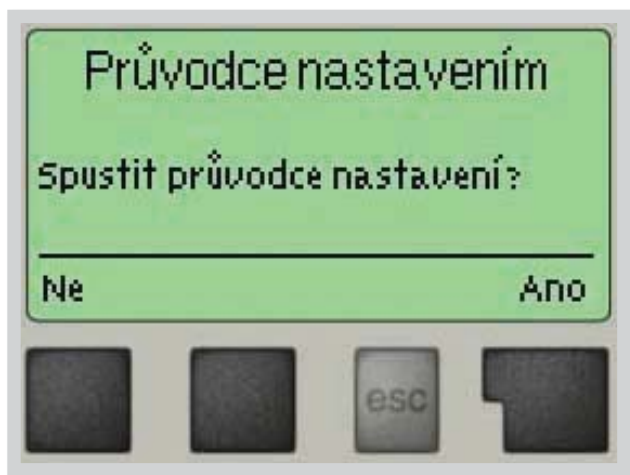 Průvodce nastavením
Spustit průvodce nastavení?
Ne
Ano
esc